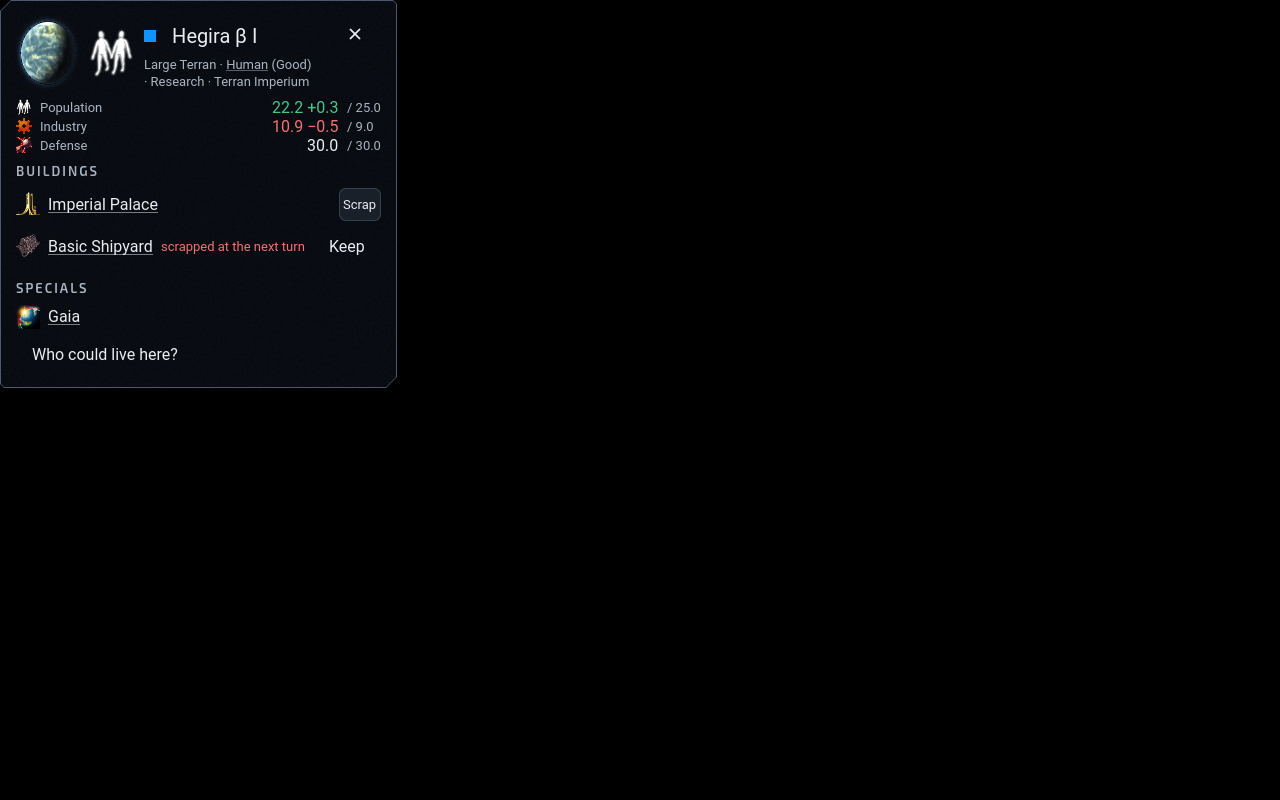 Hegira β I ×
Large Terran · Human (Good)
· Research · Terran Imperium
Population 22.2 +0.3 / 25.0
Industry 10.9 −0.5 / 9.0
Defense 30.0 / 30.0
BUILDINGS
Imperial Palace Scrap
Basic Shipyard scrapped at the next turn Keep
SPECIALS
Gaia
Who could live here?